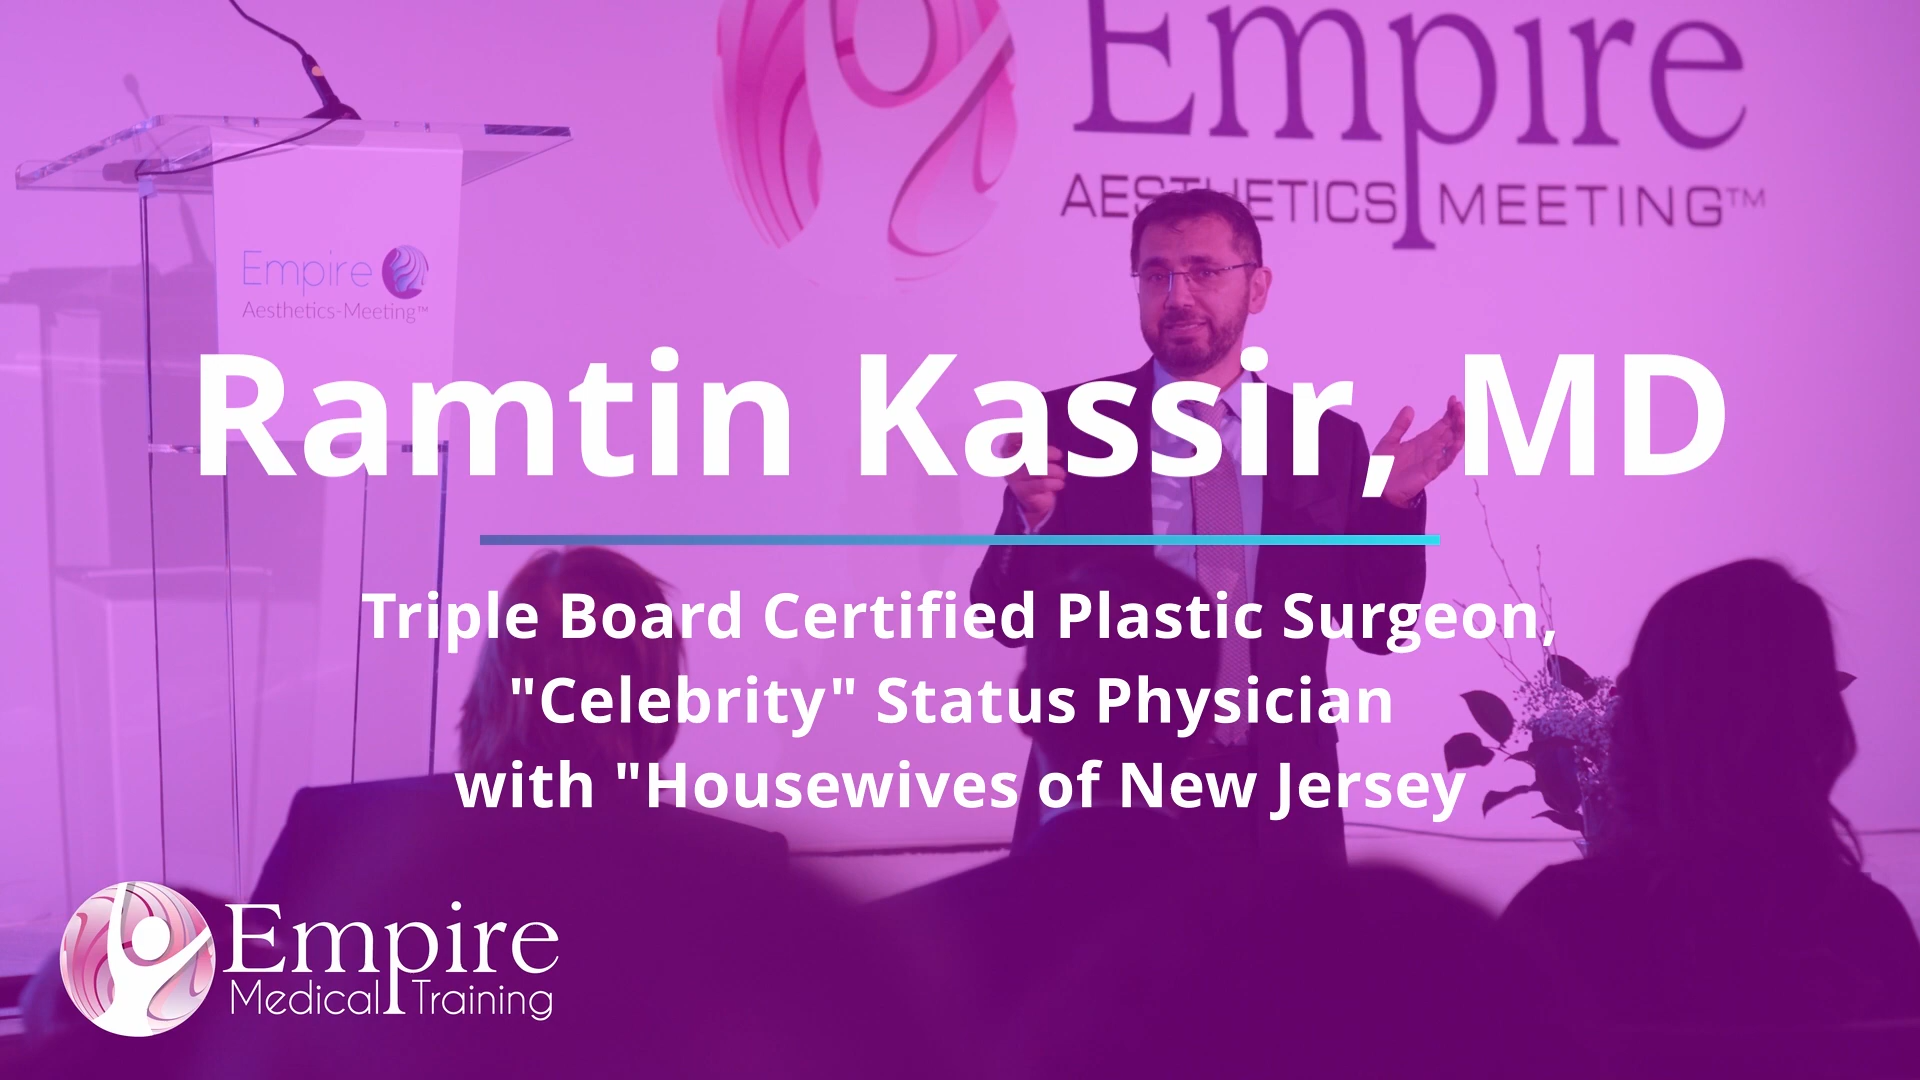 Empire
AESTHETICS MEETING™
Empire
Aesthetics-Meeting™
Ramtin Kassir, MD
Triple Board Certified Plastic Surgeon,
"Celebrity" Status Physician
with "Housewives of New Jersey
Empire
Medical Training